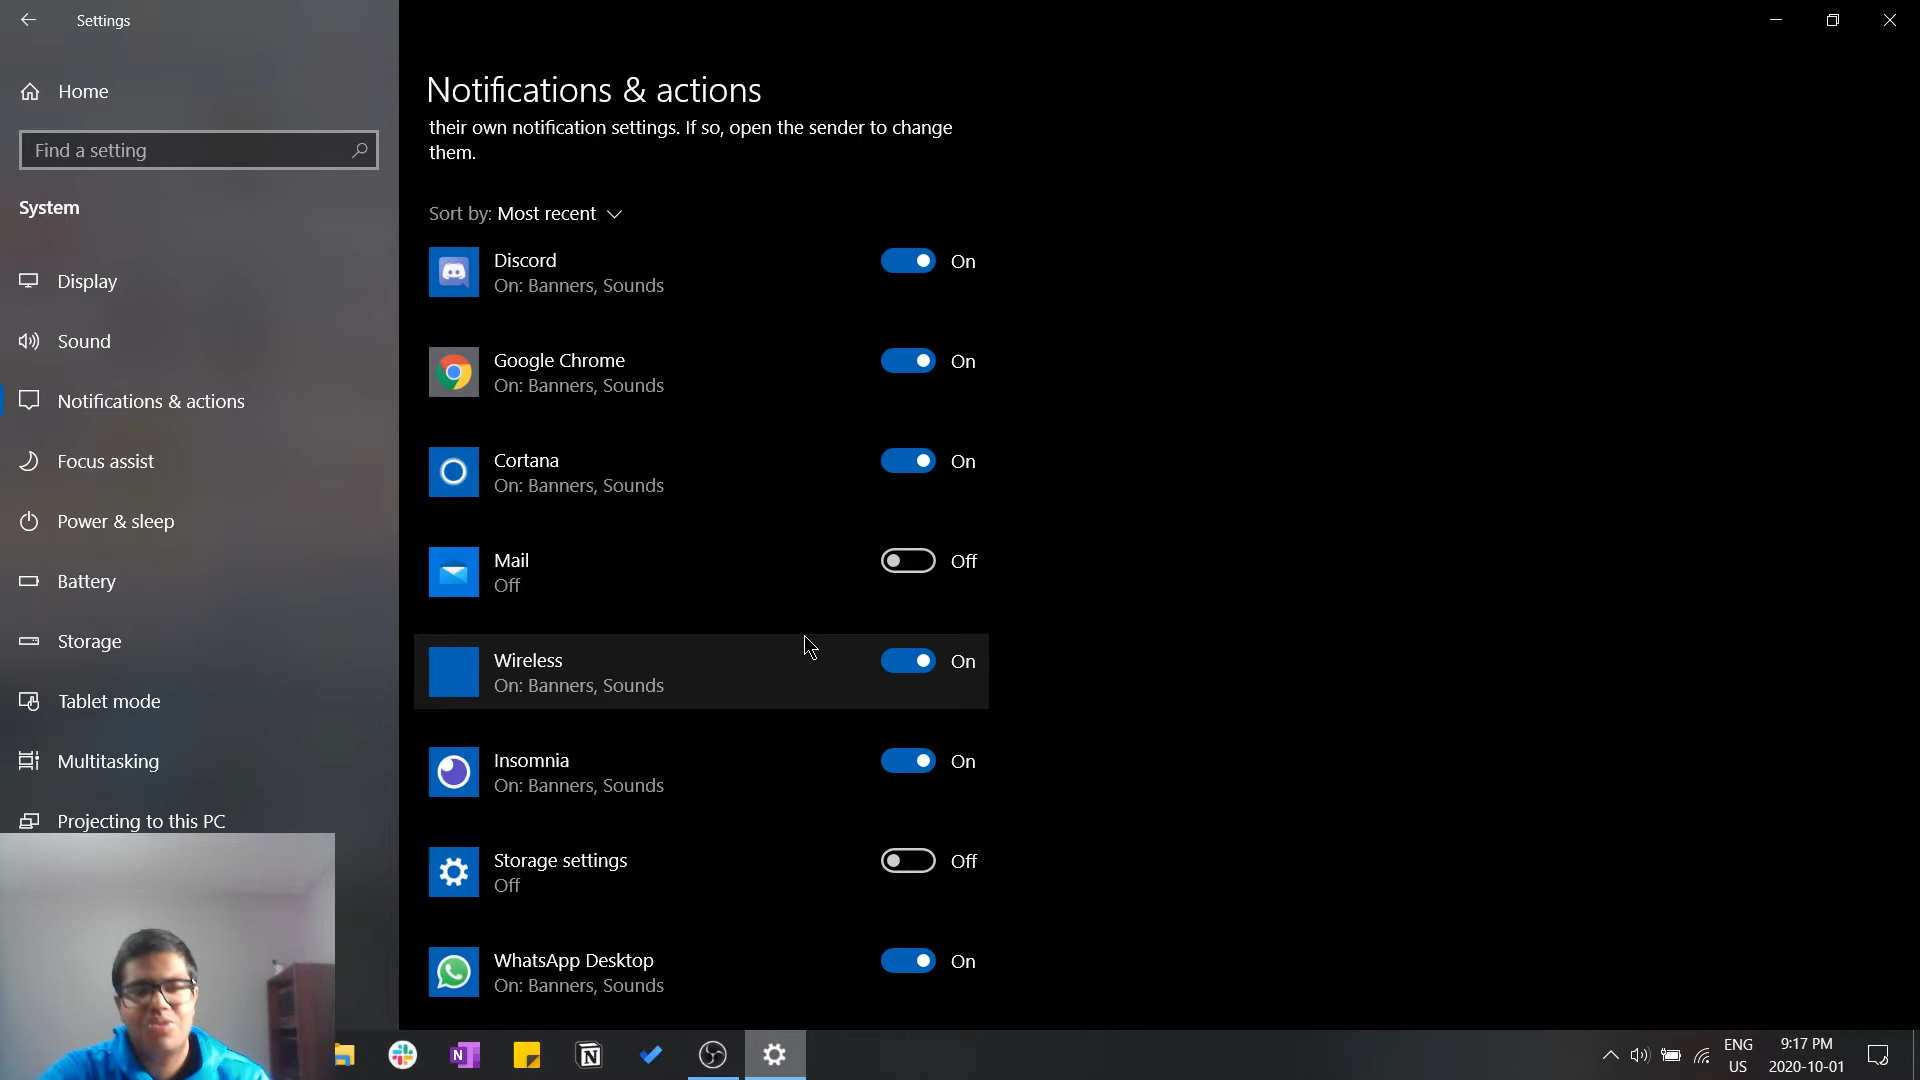 Settings
Home
Find a setting
System
Display
Sound
Notifications & actions
Focus assist
Power & sleep
Battery
Storage
Tablet mode
Multitasking
Projecting to this PC
Notifications & actions
their own notification settings. If so, open the sender to change
them.
Sort by: Most recent
Discord
On: Banners, Sounds
On
Google Chrome
On: Banners, Sounds
On
Cortana
On: Banners, Sounds
On
Mail
Off
Off
Wireless
On: Banners, Sounds
On
Insomnia
On: Banners, Sounds
On
Storage settings
Off
Off
WhatsApp Desktop
On: Banners, Sounds
On
N
N
ENG
US
9:17 PM
2020-10-01